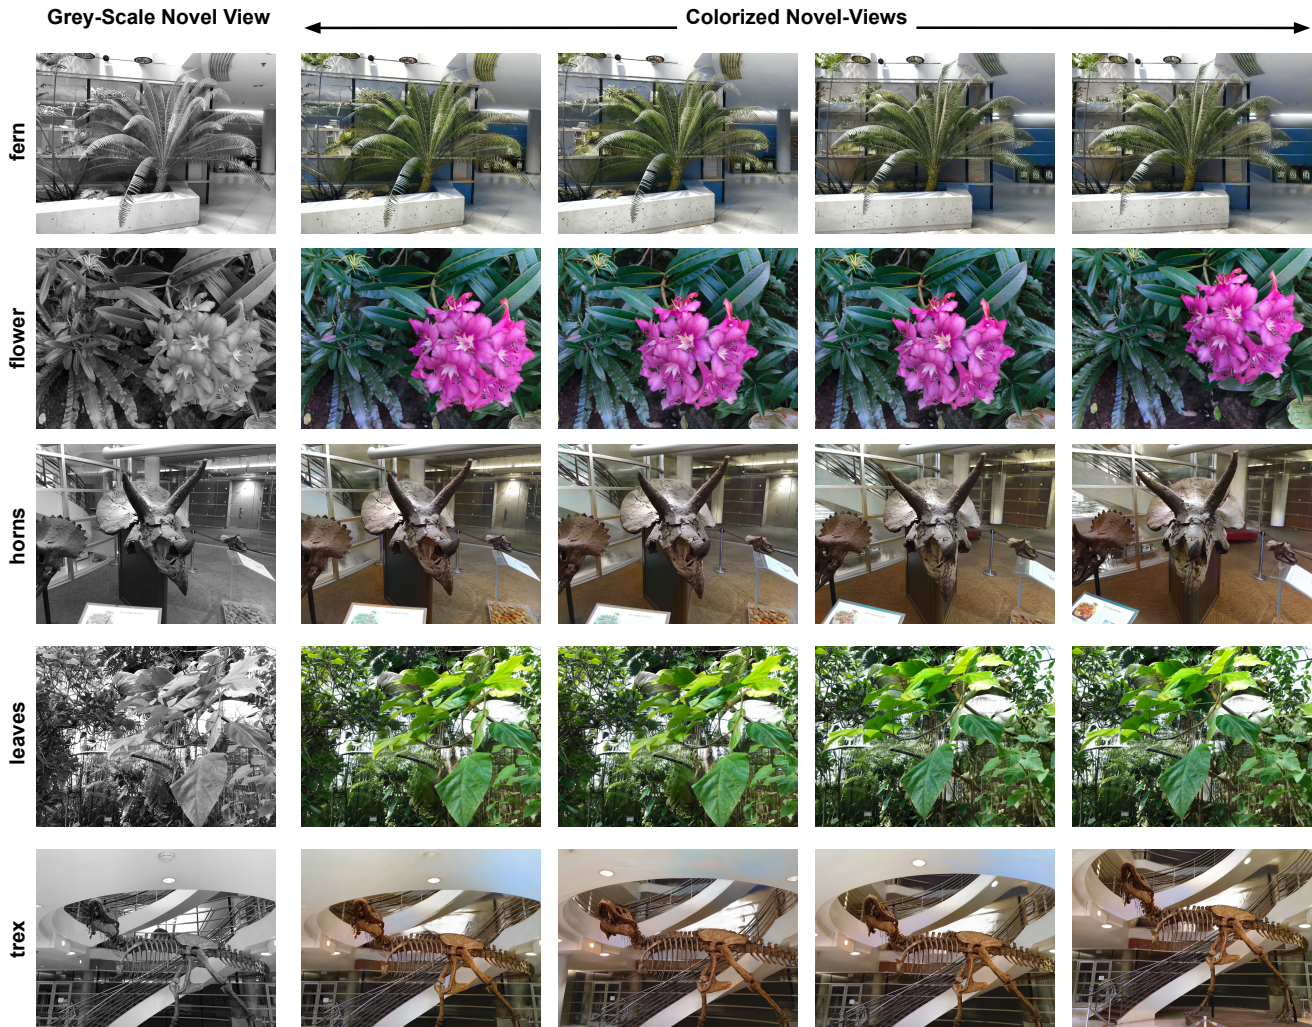 Grey-Scale Novel View
Colorized Novel-Views
fern
flower
horns
leaves
trex